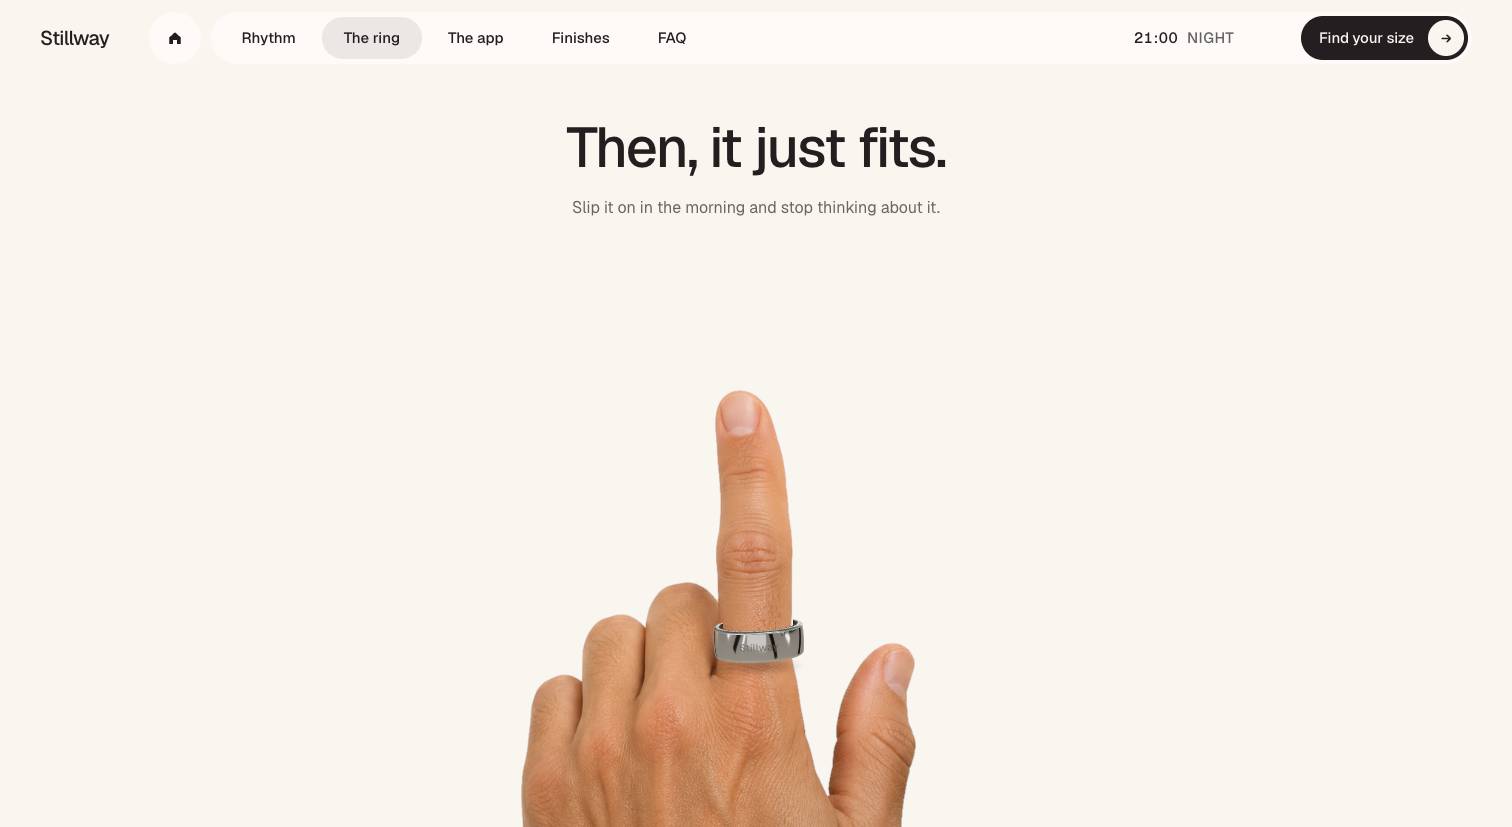 Stillway
Rhythm
The ring
The app
Finishes
FAQ
21:00 NIGHT
Find your size
Then, it just fits.
Slip it on in the morning and stop thinking about it.
Stillway